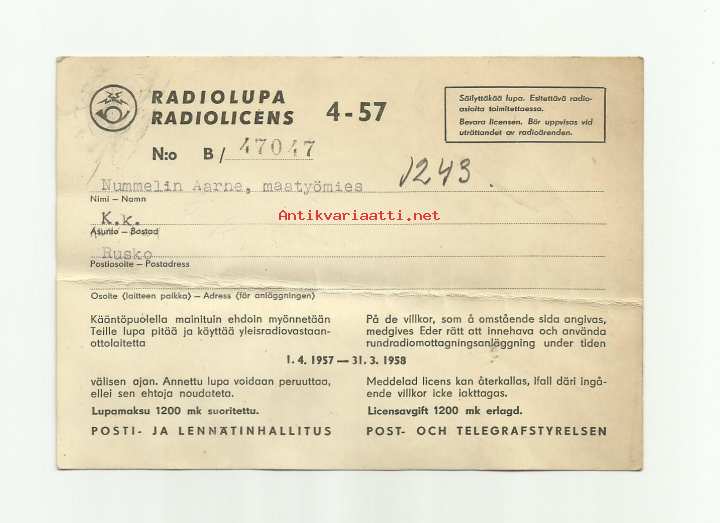 RADIOLUPA
RADIOLICENS
4-57
Säilyttäkää lupa. Esitettävä radio-
asioita toimitettaessa.
Bevara licensen. Bör uppvisas vid
uträttandet av radioärenden.
N:o B/ 47047
1243.
Nummelin Aarne, maatyömies
Nimi — Namn
K.k.
Asunto — Bostad
Antikvariaatti.net
Rusko
Postiosoite — Postadress
Osoite (laitteen paikka) — Adress (för anläggningen)
Kääntöpuolella mainituin ehdoin myönnetään
Teille lupa pitää ja käyttää yleisradiovastaan-
ottolaitetta
På de villkor, som å omstående sida angivas,
medgives Eder rätt att innehava och använda
rundradiomottagningsanläggning under tiden
1. 4. 1957 — 31. 3. 1958
välisen ajan. Annettu lupa voidaan peruuttaa,
ellei sen ehtoja noudateta.
Lupamaksu 1200 mk suoritettu.
POSTI- JA LENNÄTINHALLITUS
Meddelad licens kan återkallas, ifall däri ingå-
ende villkor icke iakttagas.
Licensavgift 1200 mk erlagd.
POST- OCH TELEGRAFSTYRELSEN